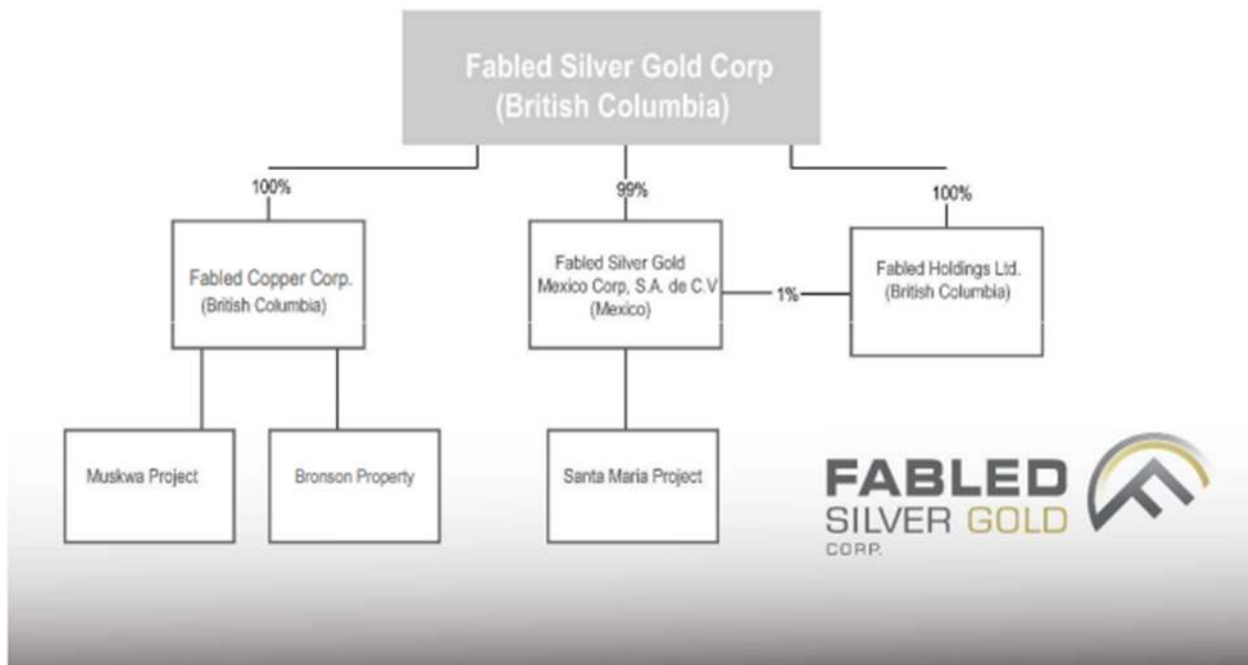 Fabled Silver Gold Corp
(British Columbia)
100%
99%
100%
Fabled Copper Corp.
(British Columbia)
Fabled Silver Gold
Mexico Corp, S.A. de C.V
(Mexico)
1%
Fabled Holdings Ltd.
(British Columbia)
Muskwa Project
Bronson Property
Santa Maria Project
FABLED
SILVER GOLD
CORP.